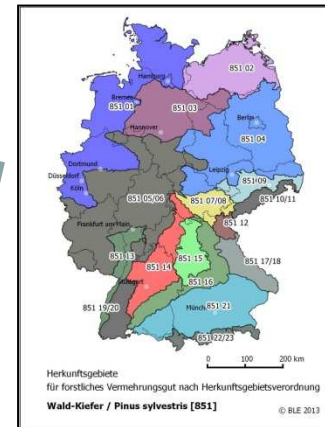 Hamburg
851 02
Bremen
851 01
851 03
Berlin
Hannover
851 04
Dortmund
Leipzig
Düsseldorf
851 09
Köln
851 05/06
851 07/08
851 10/11
851 12
Frankfurt am Main
851 13
851 15
851 14
851 17/18
Stuttgart
851 16
851 19/20
851 21
851 22/23
0 100 200 km
Herkunftsgebiete
für forstliches Vermehrungsgut nach Herkunftsgebietsverordnung
Wald-Kiefer / Pinus sylvestris [851]
© BLE 2013